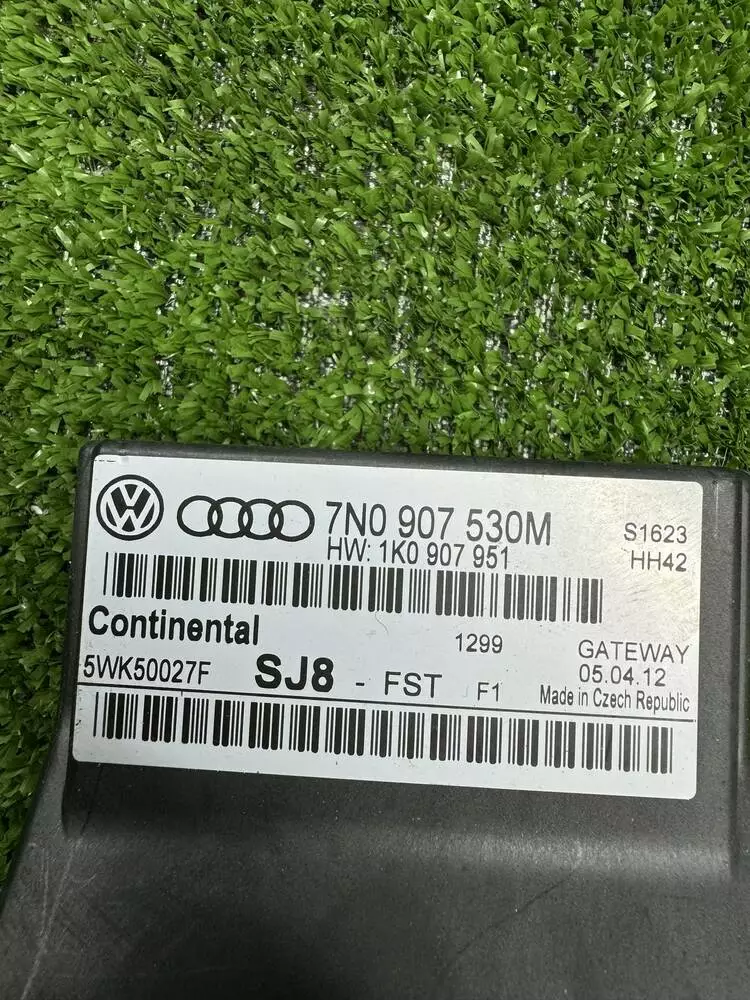 7N0 907 530M
S1623
HW: 1K0 907 951
HH42
Continental
1299
GATEWAY
5WK50027F
SJ8 - FST F1
05.04.12
Made in Czech Republic